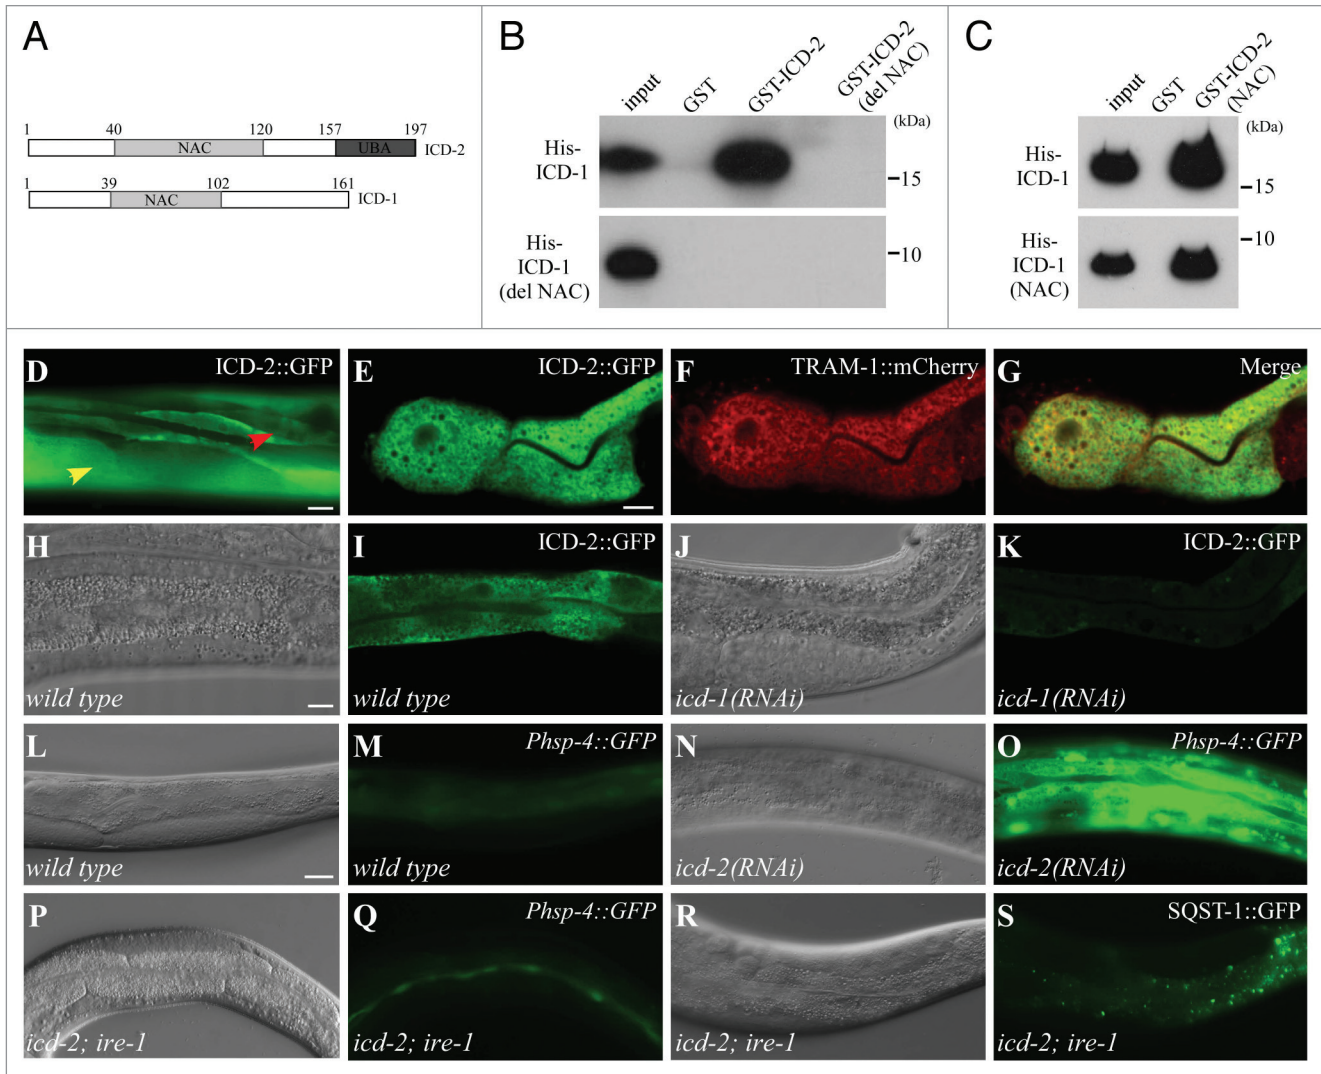 A
1 40 120 157 197
NAC UBA ICD-2
1 39 102 161
NAC ICD-1
B
input GST GST-ICD-2 GST-ICD-2
(del NAC)
(kDa)
His-
ICD-1
15
His-
ICD-1
(del NAC)
10
C
input GST GST-ICD-2
(NAC)
(kDa)
His-
ICD-1
15
His-
ICD-1
(NAC)
10
D ICD-2::GFP
E ICD-2::GFP
F TRAM-1::mCherry
G Merge
H
wild type
I ICD-2::GFP
wild type
J
icd-1(RNAi)
K ICD-2::GFP
icd-1(RNAi)
L
wild type
M Phsp-4::GFP
wild type
N
icd-2(RNAi)
O Phsp-4::GFP
icd-2(RNAi)
P
icd-2; ire-1
Q Phsp-4::GFP
icd-2; ire-1
R
icd-2; ire-1
S SQST-1::GFP
icd-2; ire-1